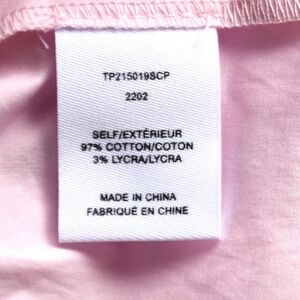 TP215019SCP
2202
SELF/EXTÉRIEUR
97% COTTON/COTON
3% LYCRA/LYCRA
MADE IN CHINA
FABRIQUÉ EN CHINE